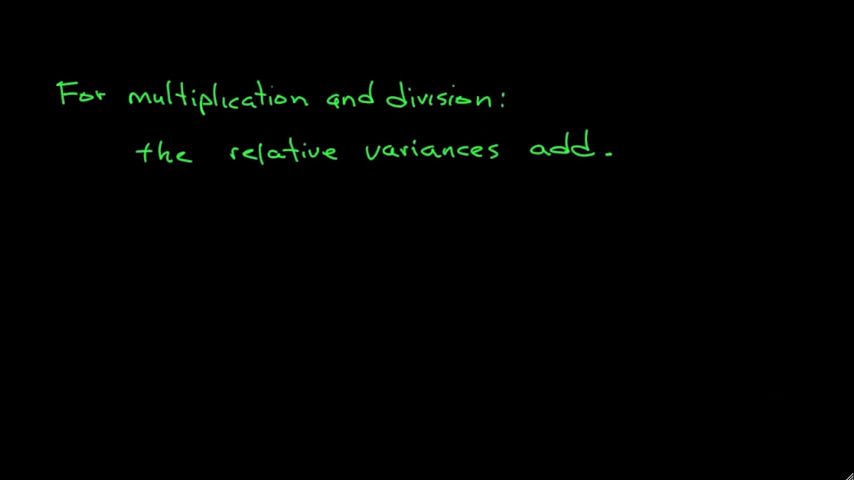 For multiplication and division:
the relative variances add.